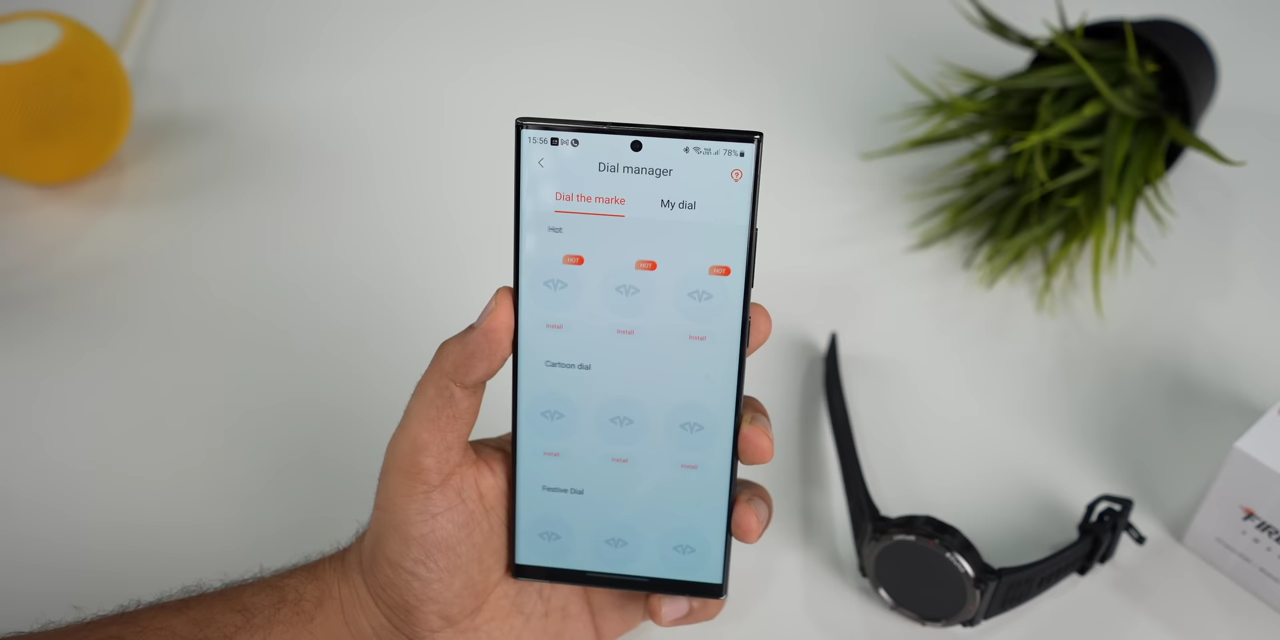 15:56
78%
Dial manager
Dial the marke
My dial
Hot
HOT
HOT
HOT
Install
Install
Install
Cartoon dial
Install
Install
Install
Festive Dial
FIRE